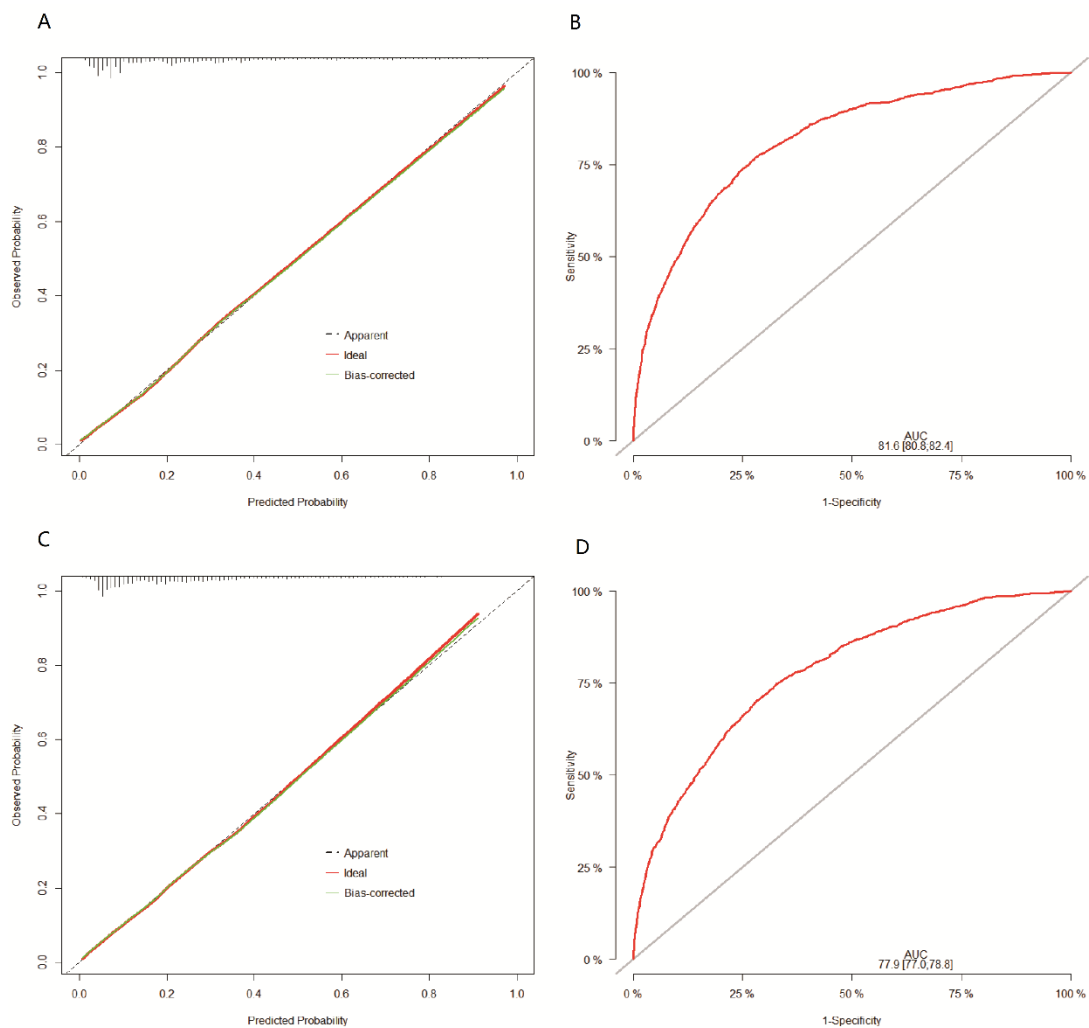 A
1.0
0.8
0.6
0.4
0.2
0.0
Observed Probability
Apparent
Ideal
Bias-corrected
0.0 0.2 0.4 0.6 0.8 1.0
Predicted Probability
B
100 %
75 %
50 %
25 %
0 %
Sensitivity
AUC
81.6 [80.8,82.4]
0 % 25 % 50 % 75 % 100 %
1-Specificity
C
1.0
0.8
0.6
0.4
0.2
0.0
Observed Probability
Apparent
Ideal
Bias-corrected
0.0 0.2 0.4 0.6 0.8 1.0
Predicted Probability
D
100 %
75 %
50 %
25 %
0 %
Sensitivity
AUC
77.9 [77.0,78.8]
0 % 25 % 50 % 75 % 100 %
1-Specificity